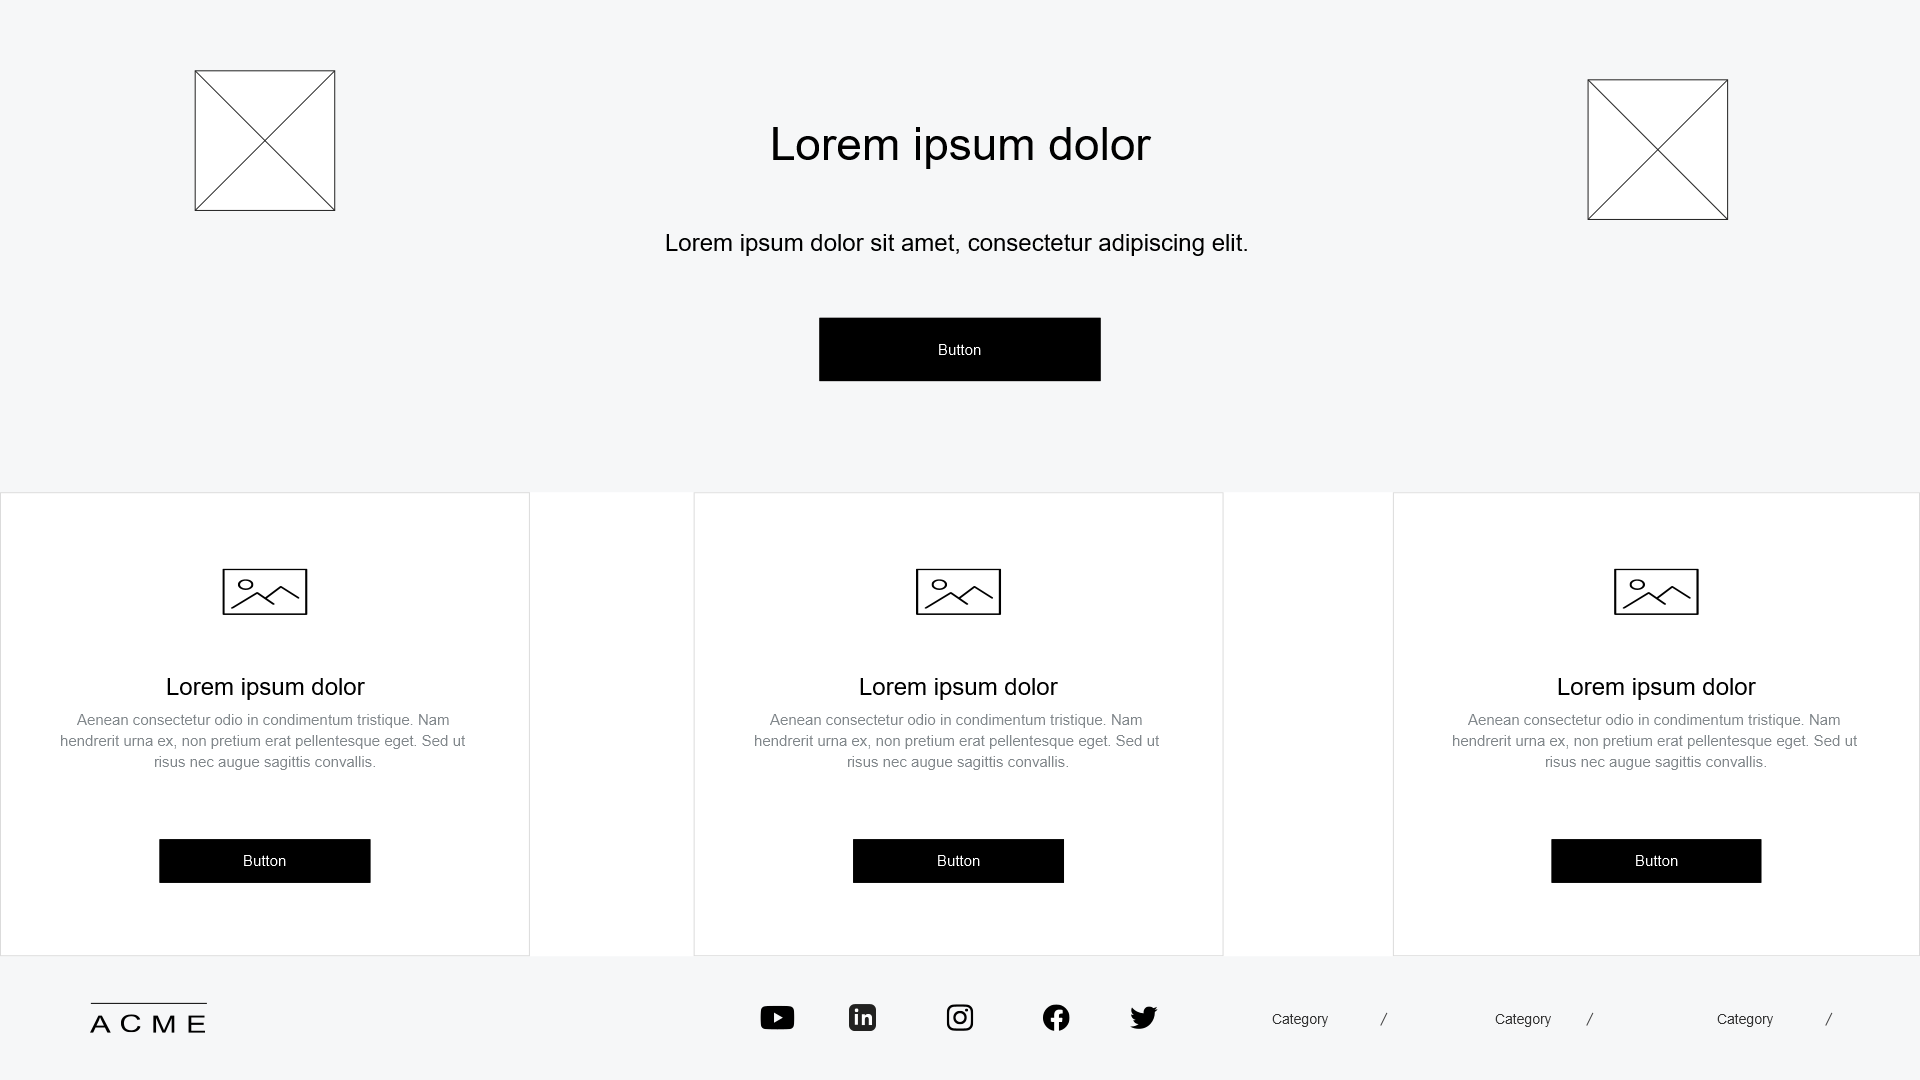 Lorem ipsum dolor
Lorem ipsum dolor sit amet, consectetur adipiscing elit.
Button
Lorem ipsum dolor
Aenean consectetur odio in condimentum tristique. Nam
hendrerit urna ex, non pretium erat pellentesque eget. Sed ut
risus nec augue sagittis convallis.
Button
Lorem ipsum dolor
Aenean consectetur odio in condimentum tristique. Nam
hendrerit urna ex, non pretium erat pellentesque eget. Sed ut
risus nec augue sagittis convallis.
Button
Lorem ipsum dolor
Aenean consectetur odio in condimentum tristique. Nam
hendrerit urna ex, non pretium erat pellentesque eget. Sed ut
risus nec augue sagittis convallis.
Button
ACME
in
Category / Category / Category /